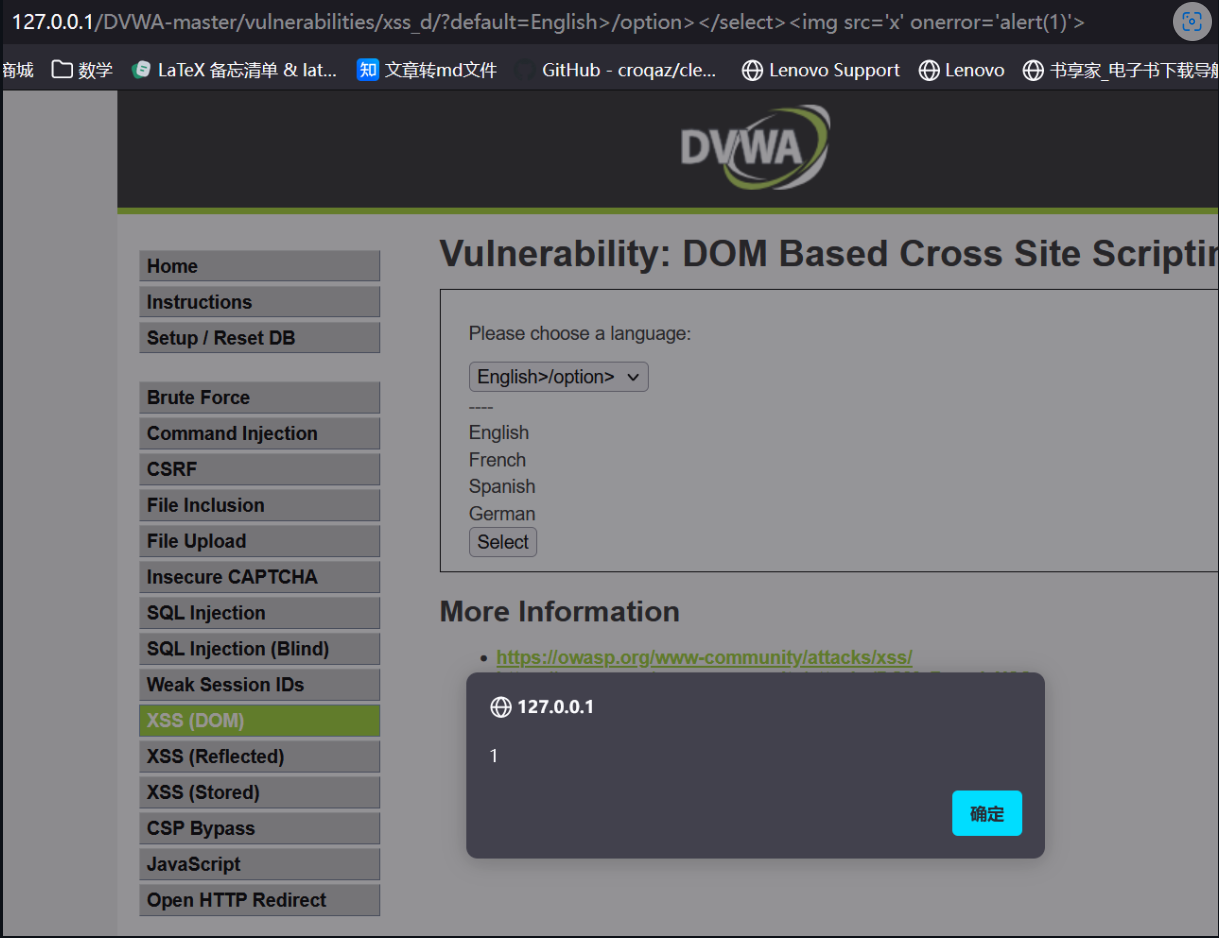 127.0.0.1/DVWA-master/vulnerabilities/xss_d/?default=English>/option></select><img src='x' onerror='alert(1)'>
商城 数学 LaTeX 备忘清单 & lat... 知 文章转md文件 GitHub - croqaz/cle... Lenovo Support Lenovo 书享家_电子书下载导航
DVWA
Home
Instructions
Setup / Reset DB
Brute Force
Command Injection
CSRF
File Inclusion
File Upload
Insecure CAPTCHA
SQL Injection
SQL Injection (Blind)
Weak Session IDs
XSS (DOM)
XSS (Reflected)
XSS (Stored)
CSP Bypass
JavaScript
Open HTTP Redirect
Vulnerability: DOM Based Cross Site Scriptin
Please choose a language:
English>/option>
----
English
French
Spanish
German
Select
More Information
https://owasp.org/www-community/attacks/xss/
127.0.0.1
1
确定